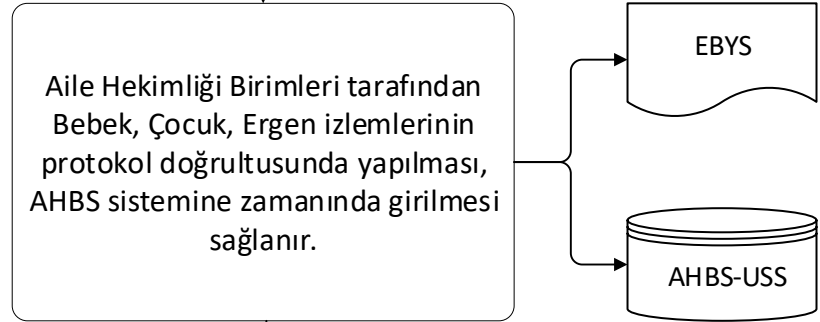 Aile Hekimliği Birimleri tarafından
Bebek, Çocuk, Ergen izlemlerinin
protokol doğrultusunda yapılması,
AHBS sistemine zamanında girilmesi
sağlanır.
EBYS
AHBS-USS